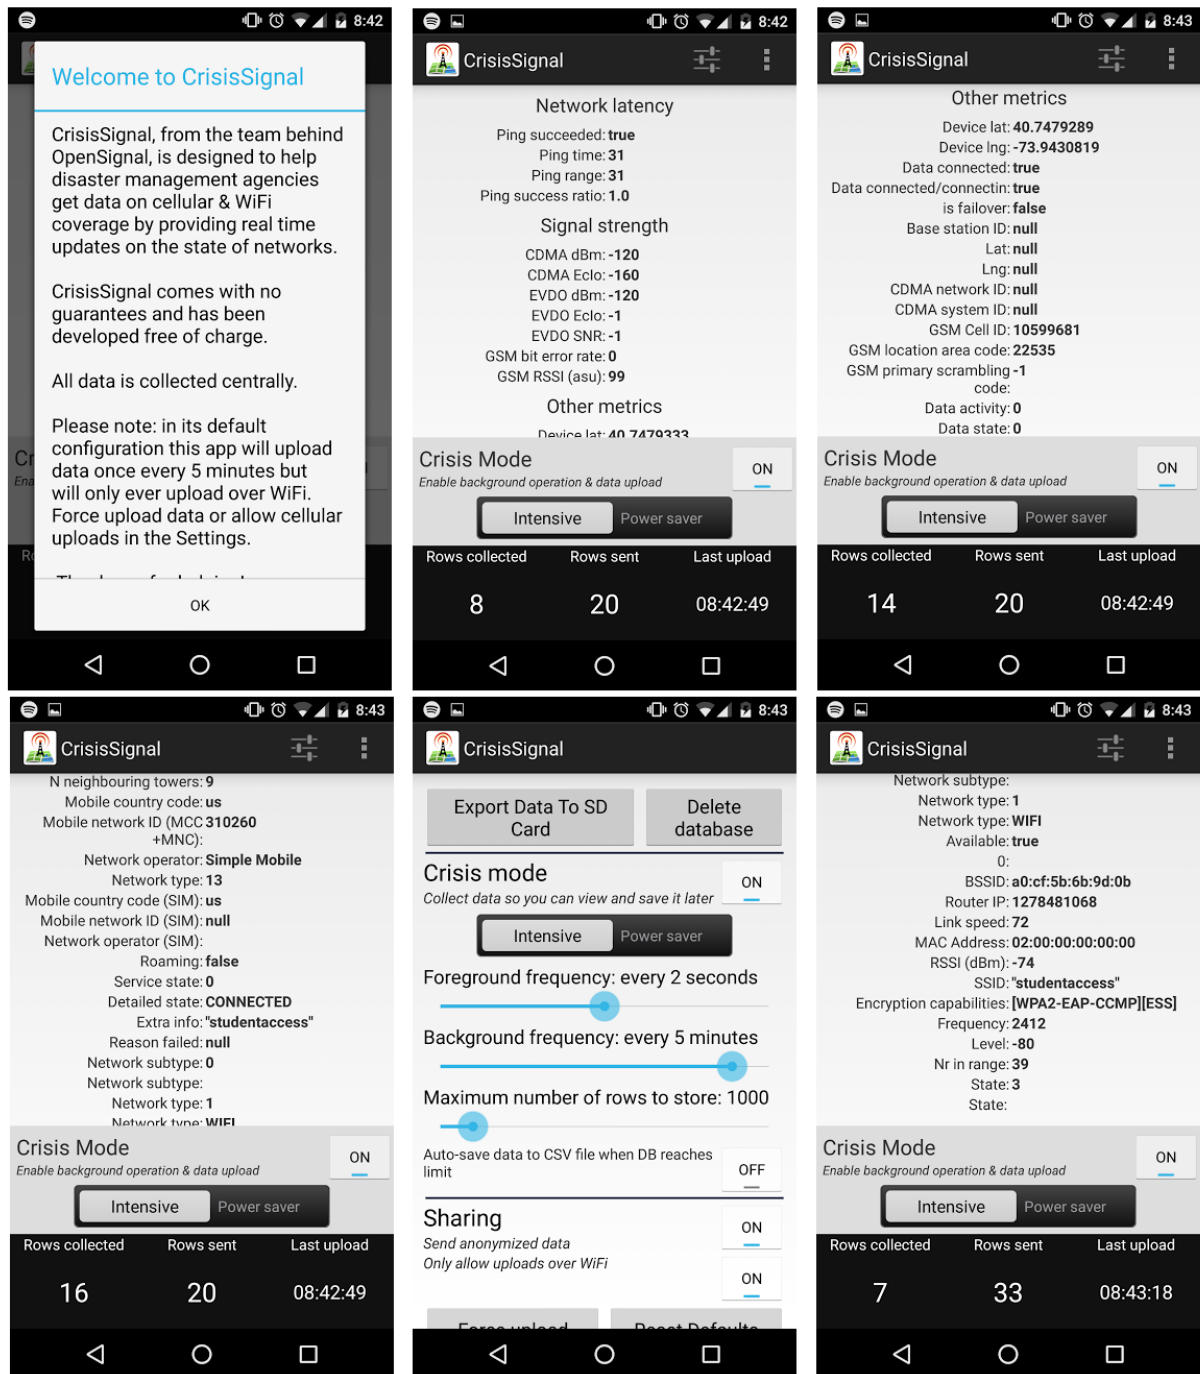 8:42
Welcome to CrisisSignal
CrisisSignal, from the team behind
OpenSignal, is designed to help
disaster management agencies
get data on cellular & WiFi
coverage by providing real time
updates on the state of networks.
CrisisSignal comes with no
guarantees and has been
developed free of charge.
All data is collected centrally.
Please note: in its default
configuration this app will upload
data once every 5 minutes but
will only ever upload over WiFi.
Force upload data or allow cellular
uploads in the Settings.
OK
8:42
CrisisSignal
Network latency
Ping succeeded: true
Ping time: 31
Ping range: 31
Ping success ratio: 1.0
Signal strength
CDMA dBm: -120
CDMA EcIo: -160
EVDO dBm: -120
EVDO EcIo: -1
EVDO SNR: -1
GSM bit error rate: 0
GSM RSSI (asu): 99
Other metrics
Device lat: 40.7479333
Crisis Mode
Enable background operation & data upload
ON
Intensive Power saver
Rows collected Rows sent Last upload
8 20 08:42:49
8:43
CrisisSignal
Other metrics
Device lat: 40.7479289
Device lng: -73.9430819
Data connected: true
Data connected/connectin: true
is failover: false
Base station ID: null
Lat: null
Lng: null
CDMA network ID: null
CDMA system ID: null
GSM Cell ID: 10599681
GSM location area code: 22535
GSM primary scrambling -1
code:
Data activity: 0
Data state: 0
Crisis Mode
Enable background operation & data upload
ON
Intensive Power saver
Rows collected Rows sent Last upload
14 20 08:42:49
8:43
CrisisSignal
N neighbouring towers: 9
Mobile country code: us
Mobile network ID (MCC 310260
+MNC):
Network operator: Simple Mobile
Network type: 13
Mobile country code (SIM): us
Mobile network ID (SIM): null
Network operator (SIM):
Roaming: false
Service state: 0
Detailed state: CONNECTED
Extra info: "studentaccess"
Reason failed: null
Network subtype: 0
Network subtype:
Network type: 1
Network type: WIFI
Crisis Mode
Enable background operation & data upload
ON
Intensive Power saver
Rows collected Rows sent Last upload
16 20 08:42:49
8:43
CrisisSignal
Export Data To SD
Card
Delete
database
Crisis mode
Collect data so you can view and save it later
ON
Intensive Power saver
Foreground frequency: every 2 seconds
Background frequency: every 5 minutes
Maximum number of rows to store: 1000
Auto-save data to CSV file when DB reaches
limit
OFF
Sharing
ON
Send anonymized data
Only allow uploads over WiFi
ON
Force upload Reset Defaults
8:43
CrisisSignal
Network subtype:
Network type: 1
Network type: WIFI
Available: true
0:
BSSID: a0:cf:5b:6b:9d:0b
Router IP: 1278481068
Link speed: 72
MAC Address: 02:00:00:00:00:00
RSSI (dBm): -74
SSID: "studentaccess"
Encryption capabilities: [WPA2-EAP-CCMP][ESS]
Frequency: 2412
Level: -80
Nr in range: 39
State: 3
State:
Crisis Mode
Enable background operation & data upload
ON
Intensive Power saver
Rows collected Rows sent Last upload
7 33 08:43:18